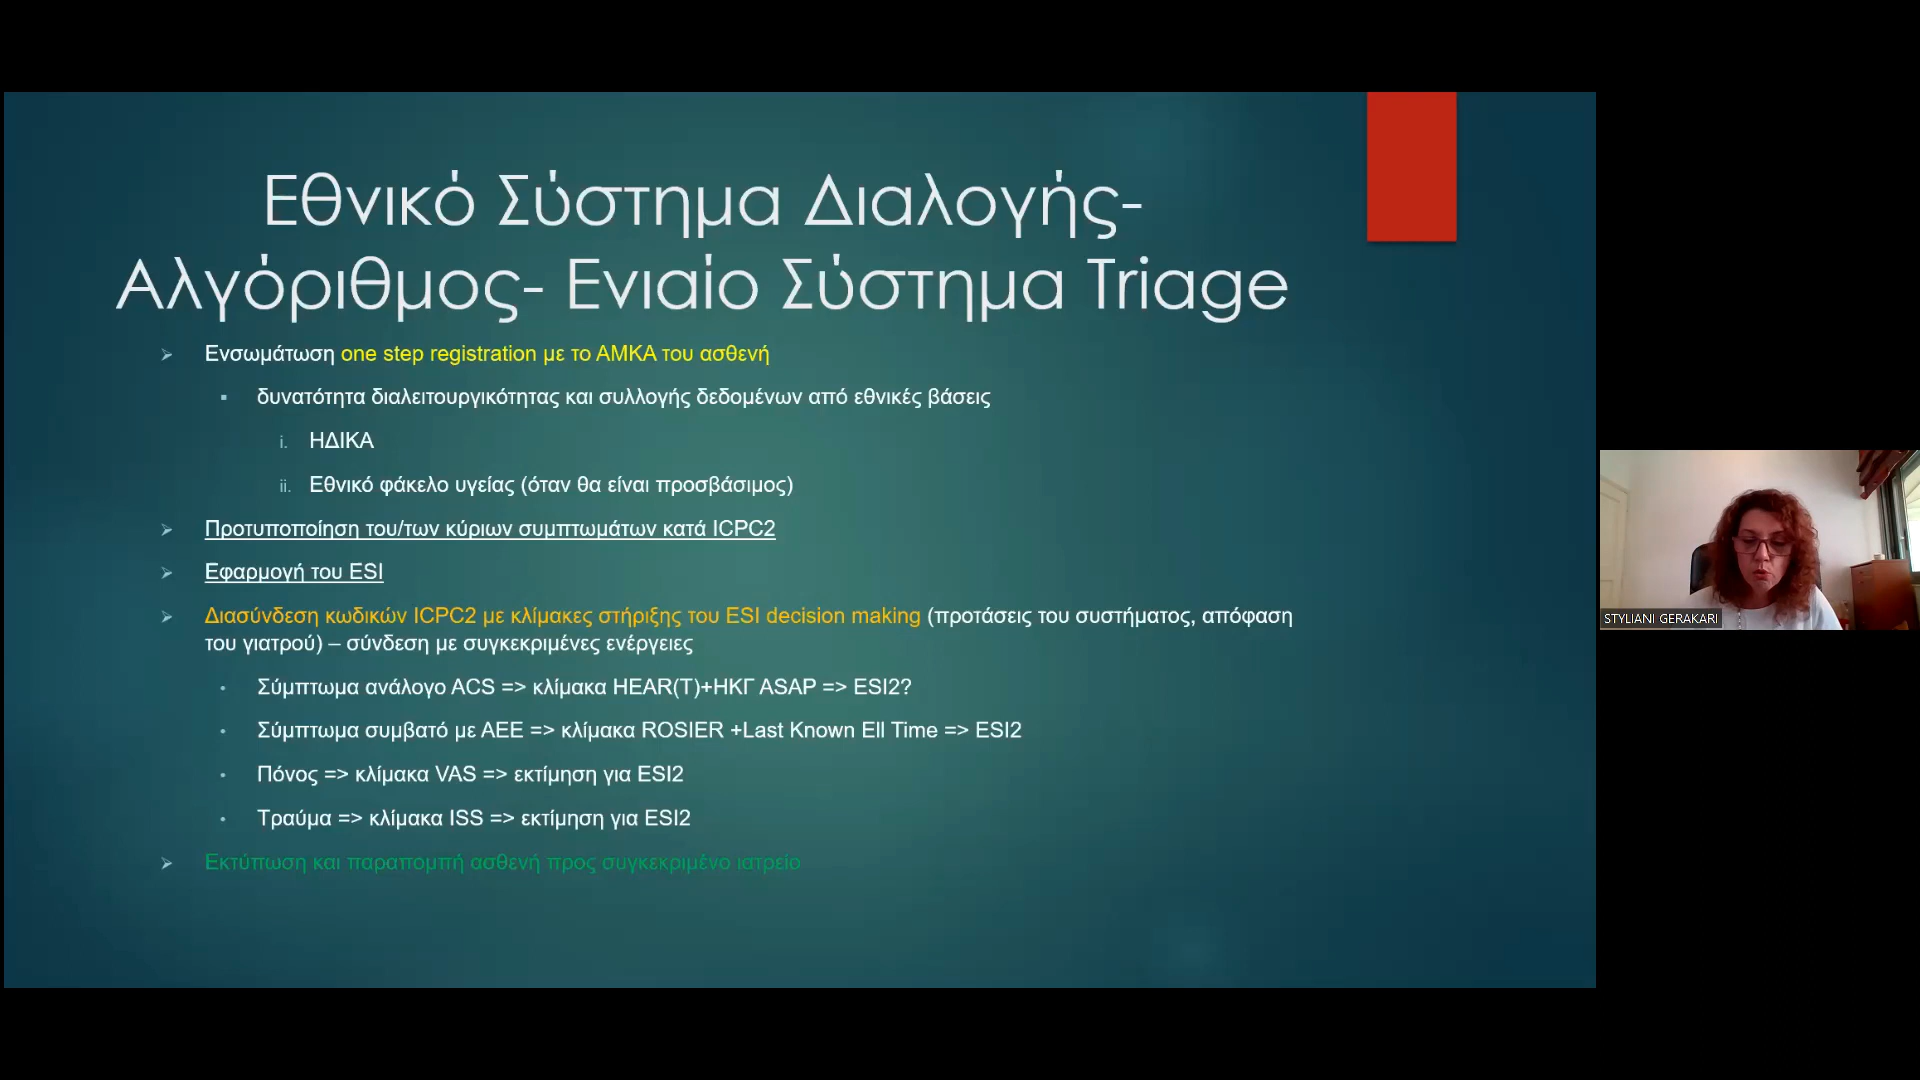 Εθνικό Σύστημα Διαλογής-
Αλγόριθμος- Ενιαίο Σύστημα Triage
Ενσωμάτωση one step registration με το ΑΜΚΑ του ασθενή
δυνατότητα διαλειτουργικότητας και συλλογής δεδομένων από εθνικές βάσεις
i. ΗΔΙΚΑ
ii. Εθνικό φάκελο υγείας (όταν θα είναι προσβάσιμος)
Προτυποποίηση του/των κύριων συμπτωμάτων κατά ICPC2
Εφαρμογή του ESI
Διασύνδεση κωδικών ICPC2 με κλίμακες στήριξης του ESI decision making (προτάσεις του συστήματος, απόφαση
του γιατρού) – σύνδεση με συγκεκριμένες ενέργειες
Σύμπτωμα ανάλογο ACS => κλίμακα HEAR(T)+ΗΚΓ ASAP => ESI2?
Σύμπτωμα συμβατό με ΑΕΕ => κλίμακα ROSIER +Last Known Ell Time => ESI2
Πόνος => κλίμακα VAS => εκτίμηση για ESI2
Τραύμα => κλίμακα ISS => εκτίμηση για ESI2
Εκτύπωση και παραπομπή ασθενή προς συγκεκριμένο ιατρείο
STYLIANI GERAKARI